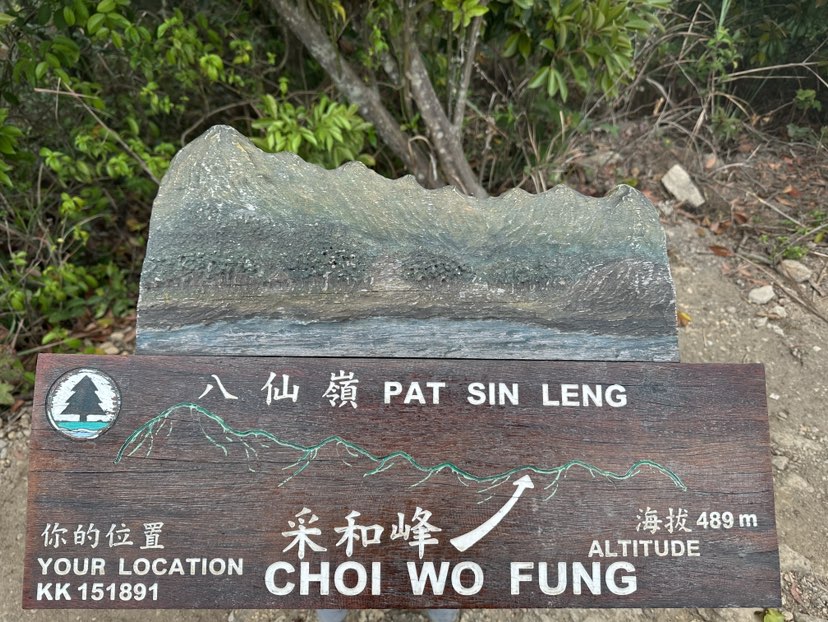 八仙嶺 PAT SIN LENG
你的位置
YOUR LOCATION
KK 151891
采和峰
CHOI WO FUNG
海拔 489 m
ALTITUDE